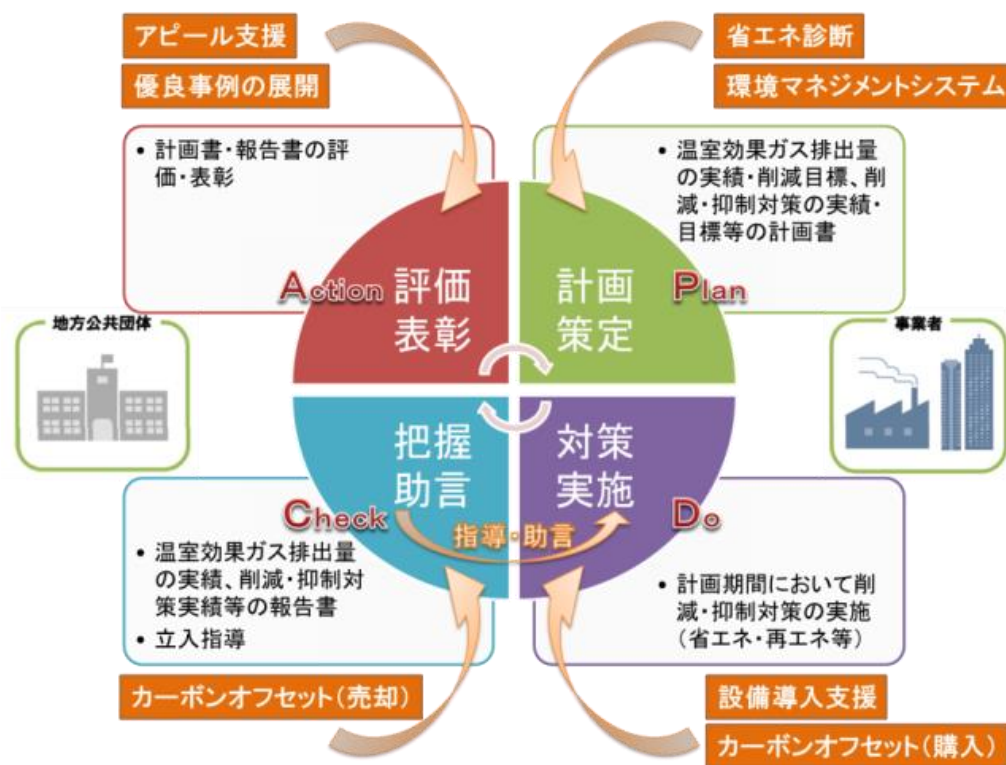 アピール支援
優良事例の展開
省エネ診断
環境マネジメントシステム
• 計画書・報告書の評
価・表彰
• 温室効果ガス排出量
の実績・削減目標、削
減・抑制対策の実績・
目標等の計画書
Action
評価
表彰
計画
策定
Plan
地方公共団体
事業者
把握
助言
対策
実施
Check
指導・助言
Do
• 温室効果ガス排出量
の実績、削減・抑制対
策実績等の報告書
• 立入指導
• 計画期間において削
減・抑制対策の実施
(省エネ・再エネ等)
カーボンオフセット(売却)
設備導入支援
カーボンオフセット(購入)